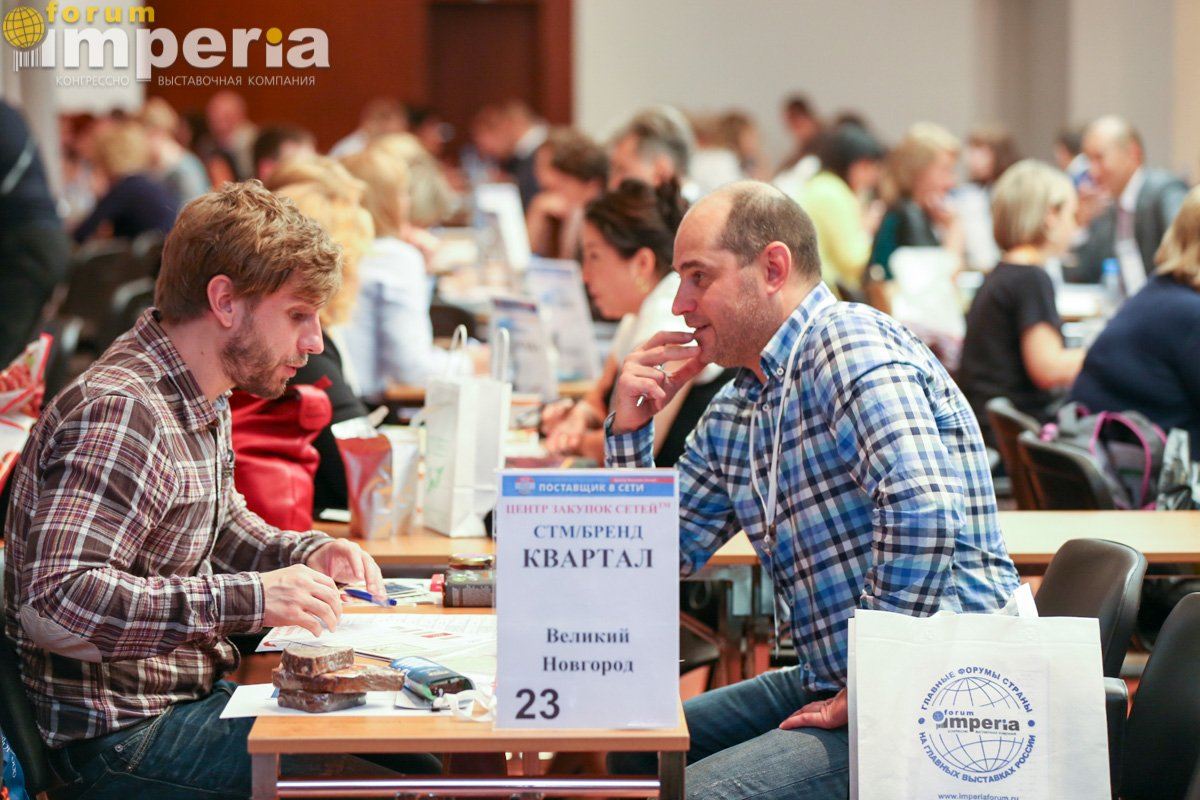 forum
imperia
КОНГРЕССНО ВЫСТАВОЧНАЯ КОМПАНИЯ
ПОСТАВЩИК В СЕТИ
ЦЕНТР ЗАКУПОК СЕТЕЙ™
СТМ/БРЕНД
КВАРТАЛ
Великий
Новгород
23
ГЛАВНЫЕ ФОРУМЫ СТРАНЫ
forum
imperia
НА ГЛАВНЫХ ВЫСТАВКАХ РОССИИ
www.imperiaforum.ru